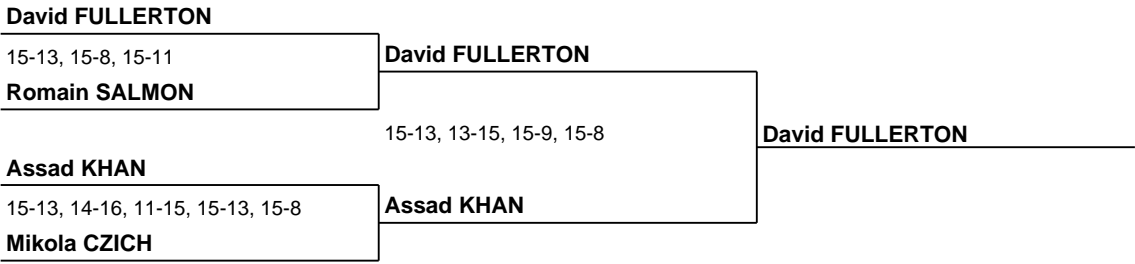 David FULLERTON
15-13, 15-8, 15-11
Romain SALMON
David FULLERTON
15-13, 13-15, 15-9, 15-8
David FULLERTON
Assad KHAN
15-13, 14-16, 11-15, 15-13, 15-8
Mikola CZICH
Assad KHAN